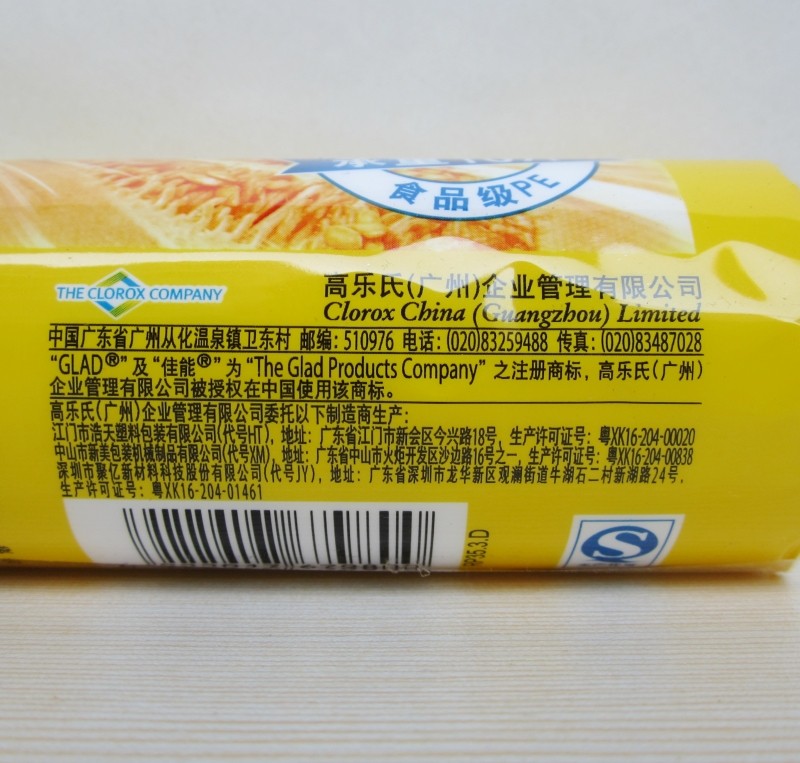 食品级PE
THE CLOROX COMPANY
高乐氏(广州)企业管理有限公司
Clorox China (Guangzhou) Limited
中国广东省广州从化温泉镇卫东村 邮编: 510976 电话: (020)83259488 传真: (020)83487028
“GLAD®” 及 “佳能®” 为 “The Glad Products Company” 之注册商标, 高乐氏(广州)
企业管理有限公司被授权在中国使用该商标。
高乐氏(广州)企业管理有限公司委托以下制造商生产:
江门市浩天塑料包装有限公司(代号HT), 地址: 广东省江门市新会区今兴路18号, 生产许可证号: 粤XK16-204-00020
中山市新美包装机械制品有限公司(代号XM), 地址: 广东省中山市火炬开发区沙边路16号之一, 生产许可证号: 粤XK16-204-00838
深圳市聚亿新材料科技股份有限公司(代号JY), 地址: 广东省深圳市龙华新区观澜街道牛湖石二村新湖路24号,
生产许可证号: 粤XK16-204-01461
RP35.3.D